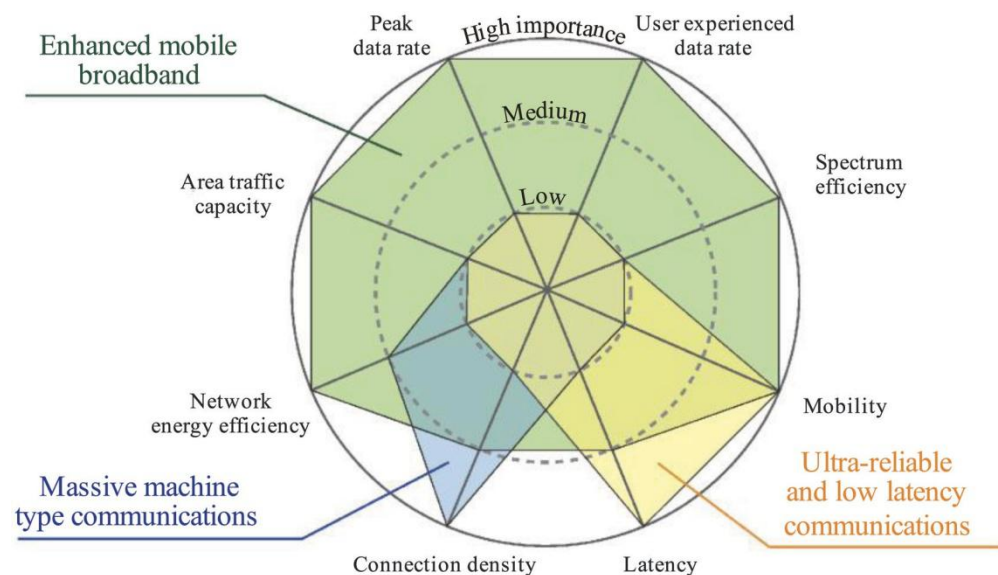 Peak
data rate
High importance
User experienced
data rate
Enhanced mobile
broadband
Medium
Area traffic
capacity
Low
Spectrum
efficiency
Network
energy efficiency
Mobility
Massive machine
type communications
Ultra-reliable
and low latency
communications
Connection density
Latency